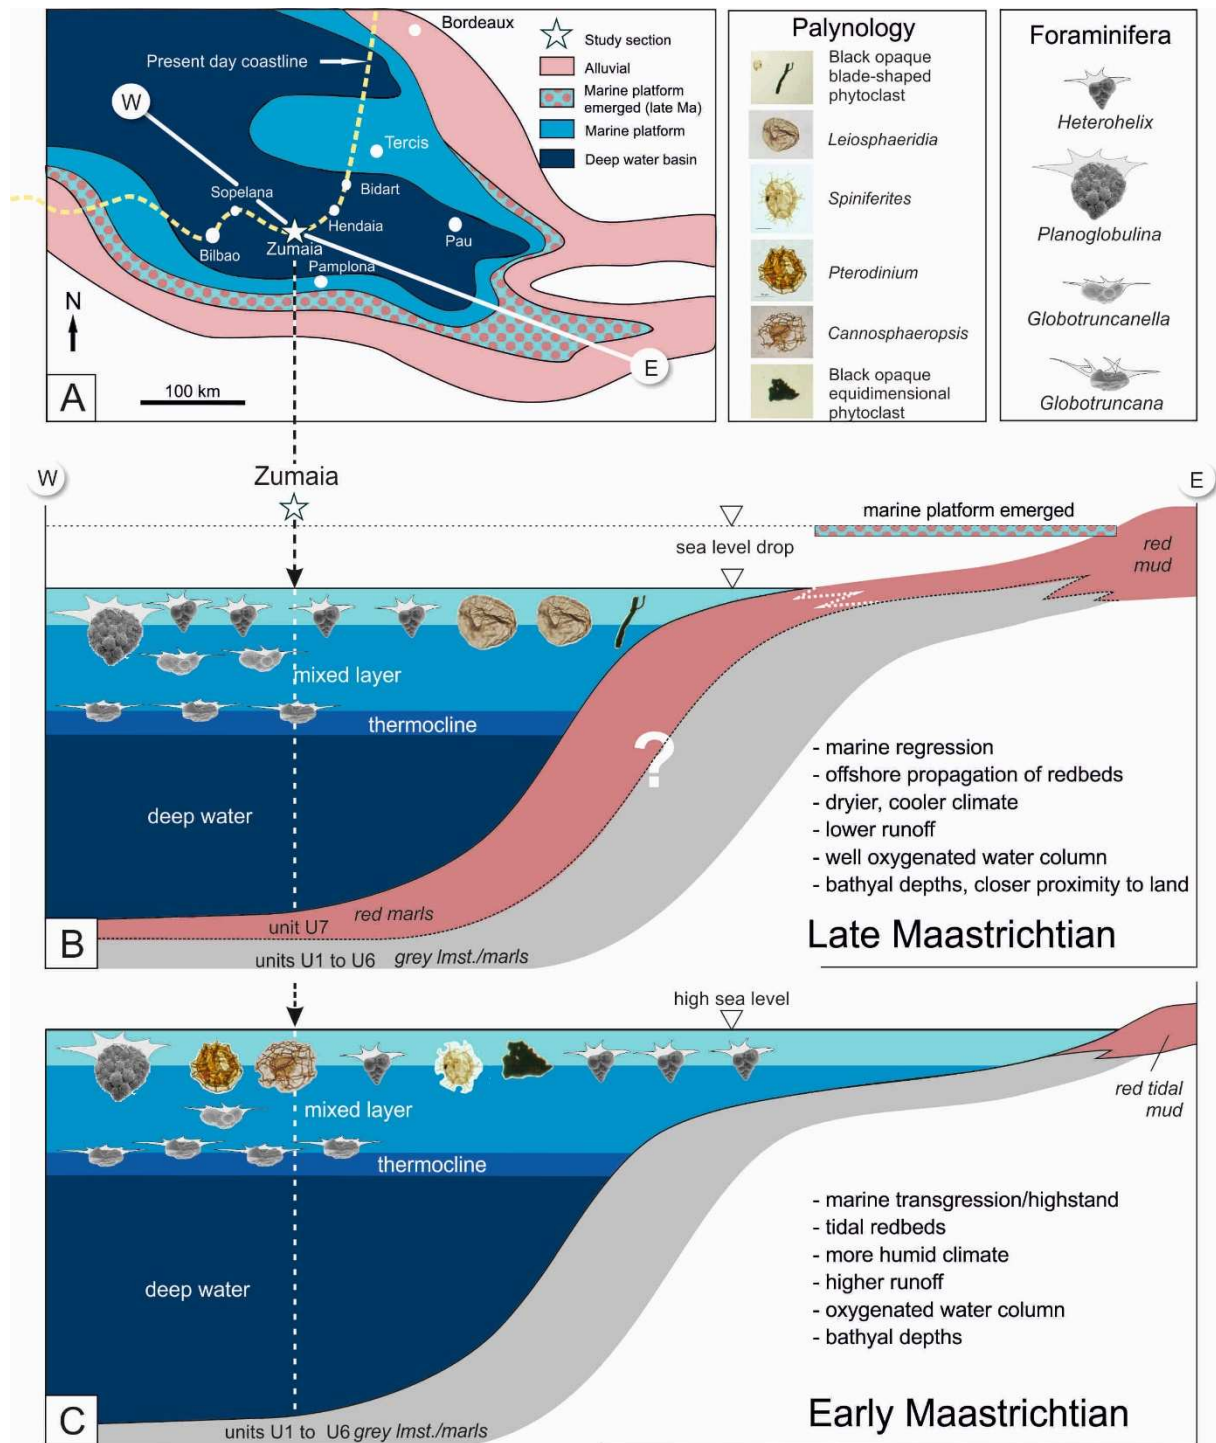 Bordeaux
Present day coastline
W
Tercis
Sopelana
Bidart
Hendaia
Bilbao
Zumaia
Pau
Pamplona
N
E
A
100 km
Study section
Alluvial
Marine platform
emerged (late Ma)
Marine platform
Deep water basin
Palynology
Black opaque
blade-shaped
phytoclast
Leiosphaeridia
Spiniferites
Pterodinium
Cannosphaeropsis
Black opaque
equidimensional
phytoclast
Foraminifera
Heterohelix
Planoglobulina
Globotruncanella
Globotruncana
W
Zumaia
E
marine platform emerged
sea level drop
red
mud
mixed layer
thermocline
?
deep water
- marine regression
- offshore propagation of redbeds
- dryier, cooler climate
- lower runoff
- well oxygenated water column
- bathyal depths, closer proximity to land
red marls
unit U7
B
units U1 to U6 grey lmst./marls
Late Maastrichtian
high sea level
mixed layer
red tidal
mud
thermocline
deep water
- marine transgression/highstand
- tidal redbeds
- more humid climate
- higher runoff
- oxygenated water column
- bathyal depths
C
units U1 to U6 grey lmst./marls
Early Maastrichtian